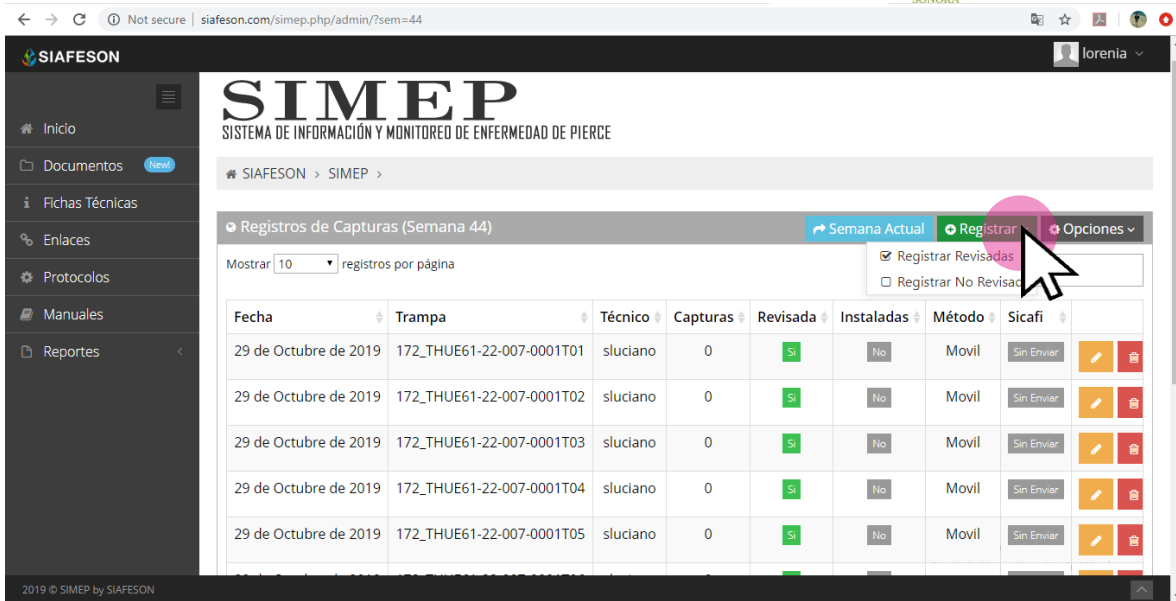 SONORA
Not secure | siafeson.com/simep.php/admin/?sem=44
SIAFESON
lorenia
SIMEP
SISTEMA DE INFORMACIÓN Y MONITOREO DE ENFERMEDAD DE PIERCE
Inicio
Documentos New!
Fichas Técnicas
Enlaces
Protocolos
Manuales
Reportes
SIAFESON > SIMEP >
Registros de Capturas (Semana 44)
Semana Actual
Registrar
Opciones
Registrar Revisadas
Registrar No
Mostrar 10 registros por página
Fecha Trampa Técnico Capturas Revisada Instaladas Método Sicafi
29 de Octubre de 2019 172_THUE61-22-007-0001T01 sluciano 0 Si No Movil Sin Enviar
29 de Octubre de 2019 172_THUE61-22-007-0001T02 sluciano 0 Si No Movil Sin Enviar
29 de Octubre de 2019 172_THUE61-22-007-0001T03 sluciano 0 Si No Movil Sin Enviar
29 de Octubre de 2019 172_THUE61-22-007-0001T04 sluciano 0 Si No Movil Sin Enviar
29 de Octubre de 2019 172_THUE61-22-007-0001T05 sluciano 0 Si No Movil Sin Enviar
2019 © SIMEP by SIAFESON